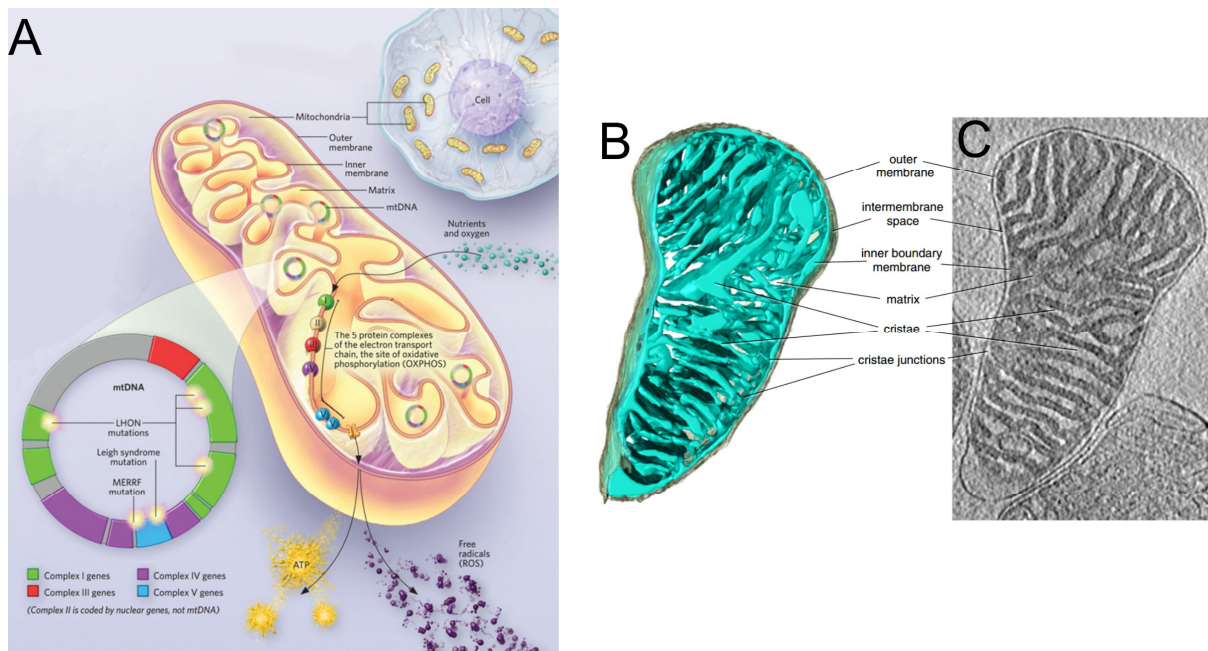 A
Cell
Mitochondria
Outer
membrane
Inner
membrane
Matrix
mtDNA
Nutrients
and oxygen
I
II
III
IV
The 5 protein complexes
of the electron transport
chain, the site of oxidative
phosphorylation (OXPHOS)
V
V
mtDNA
LHON
mutations
Leigh syndrome
mutation
MERRF
mutation
ATP
Free
radicals
(ROS)
Complex I genes
Complex IV genes
Complex III genes
Complex V genes
(Complex II is coded by nuclear genes, not mtDNA)
B
C
outer
membrane
intermembrane
space
inner boundary
membrane
matrix
cristae
cristae junctions